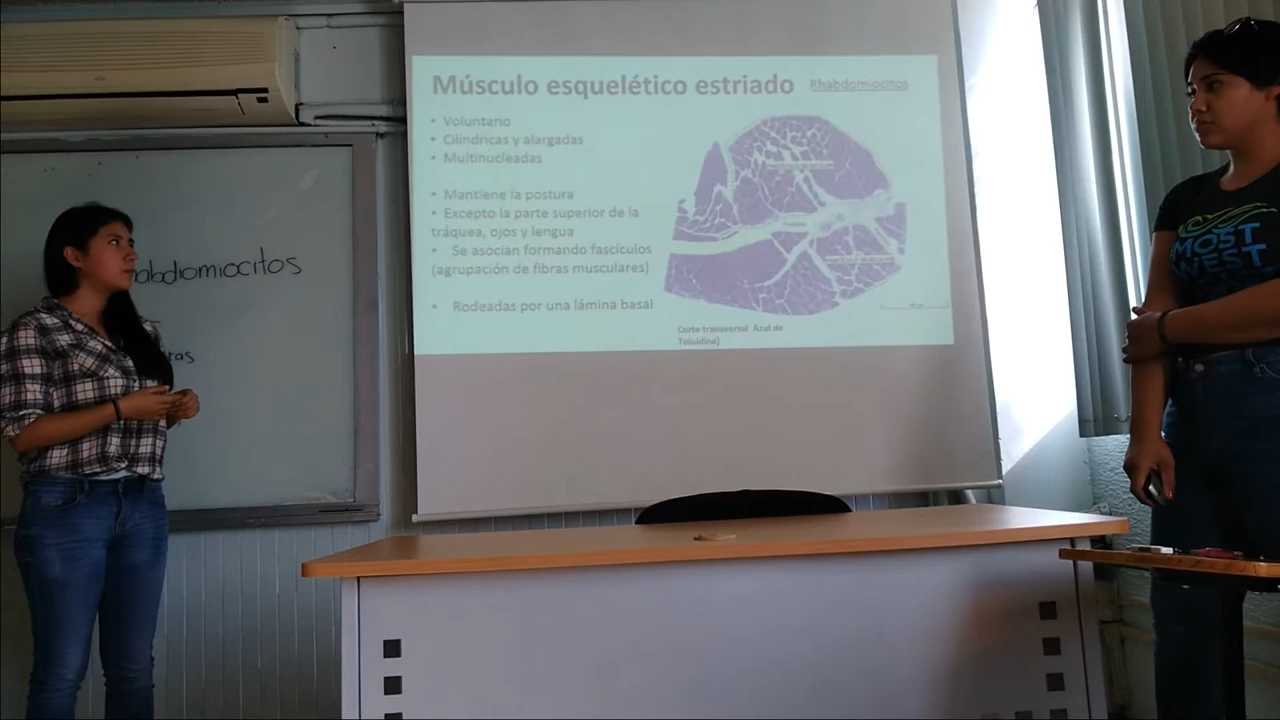 Músculo esquelético estriado
Rhabdomiocitos
• Voluntario
• Cilíndricas y alargadas
• Multinucleadas
• Mantiene la postura
• Excepto la parte superior de la
tráquea, ojos y lengua
• Se asocian formando fascículos
(agrupación de fibras musculares)
• Rodeadas por una lámina basal
Corte transversal Azul de
Toluidina)
abdiomiocitos
ras
MOST
WEST